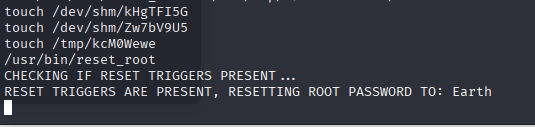 touch /dev/shm/kHgTFI5G
touch /dev/shm/Zw7bV9U5
touch /tmp/kcM0Wewe
/usr/bin/reset_root
CHECKING IF RESET TRIGGERS PRESENT...
RESET TRIGGERS ARE PRESENT, RESETTING ROOT PASSWORD TO: Earth